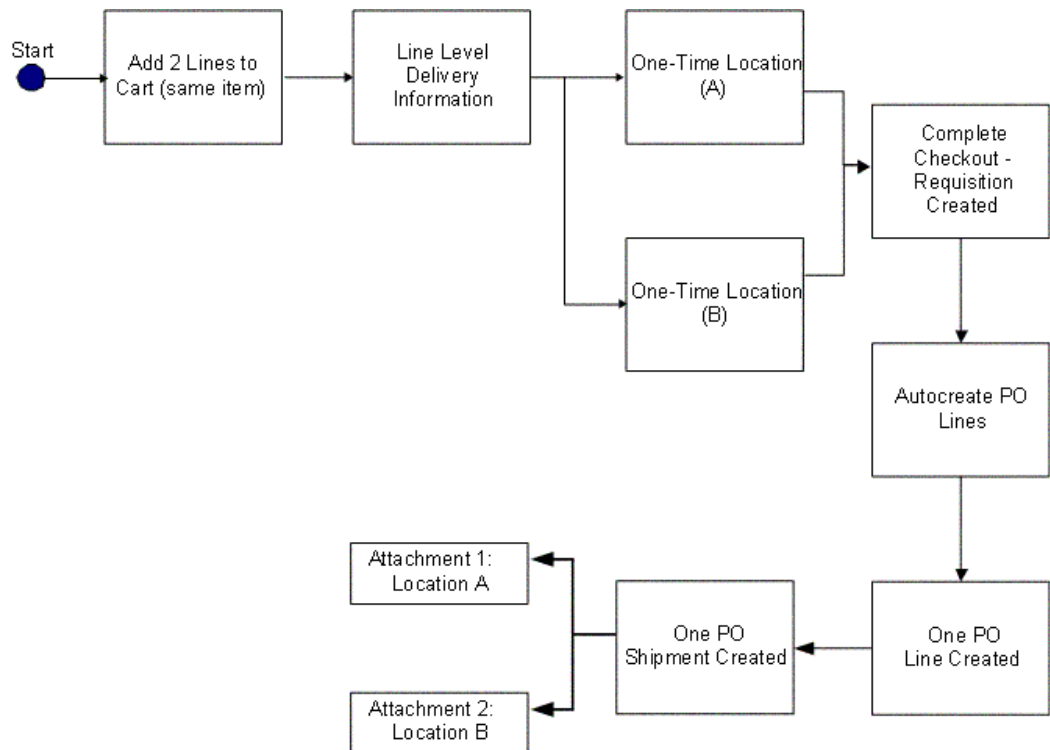 Start
Add 2 Lines to
Cart (same item)
Line Level
Delivery
Information
One-Time Location
(A)
One-Time Location
(B)
Complete
Checkout -
Requisition
Created
Autocreate PO
Lines
One PO
Line Created
One PO
Shipment Created
Attachment 1:
Location A
Attachment 2:
Location B